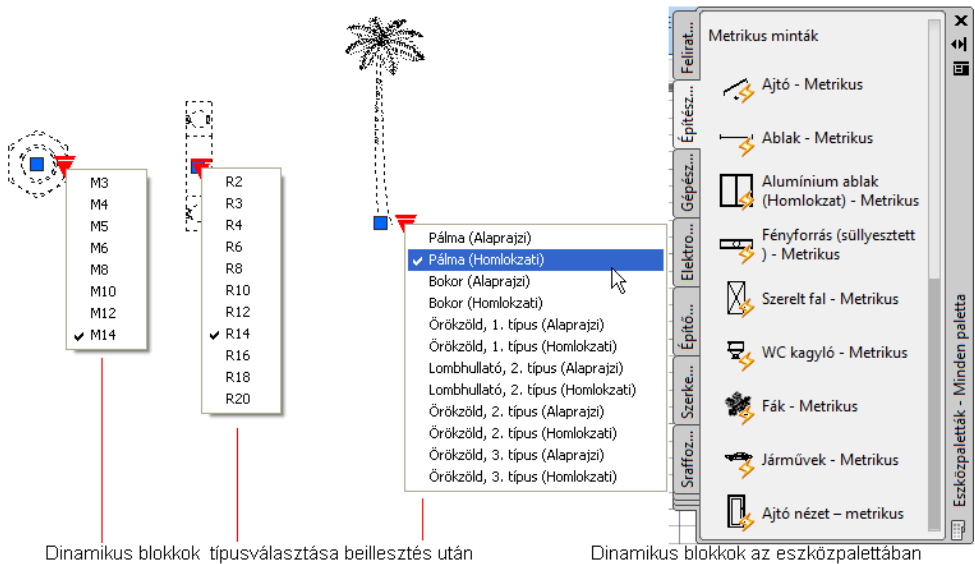 M3
M4
M5
M6
M8
M10
M12
M14
R2
R3
R4
R6
R8
R10
R12
R14
R16
R18
R20
Pálma (Alaprajzi)
Pálma (Homlokzati)
Bokor (Alaprajzi)
Bokor (Homlokzati)
Örökzöld, 1. típus (Alaprajzi)
Örökzöld, 1. típus (Homlokzati)
Lombhullató, 2. típus (Alaprajzi)
Lombhullató, 2. típus (Homlokzati)
Örökzöld, 2. típus (Alaprajzi)
Örökzöld, 2. típus (Homlokzati)
Örökzöld, 3. típus (Alaprajzi)
Örökzöld, 3. típus (Homlokzati)
Felirat...
Építész...
Gépész...
Elektro...
Építő...
Szerke...
Sraffoz...
Metrikus minták
Ajtó - Metrikus
Ablak - Metrikus
Alumínium ablak
(Homlokzat) - Metrikus
Fényforrás (süllyesztett
) - Metrikus
Szerelt fal - Metrikus
WC kagyló - Metrikus
Fák - Metrikus
Járművek - Metrikus
Ajtó nézet – metrikus
Eszközpaletták - Minden paletta
Dinamikus blokkok típusválasztása beillesztés után
Dinamikus blokkok az eszközpalettában